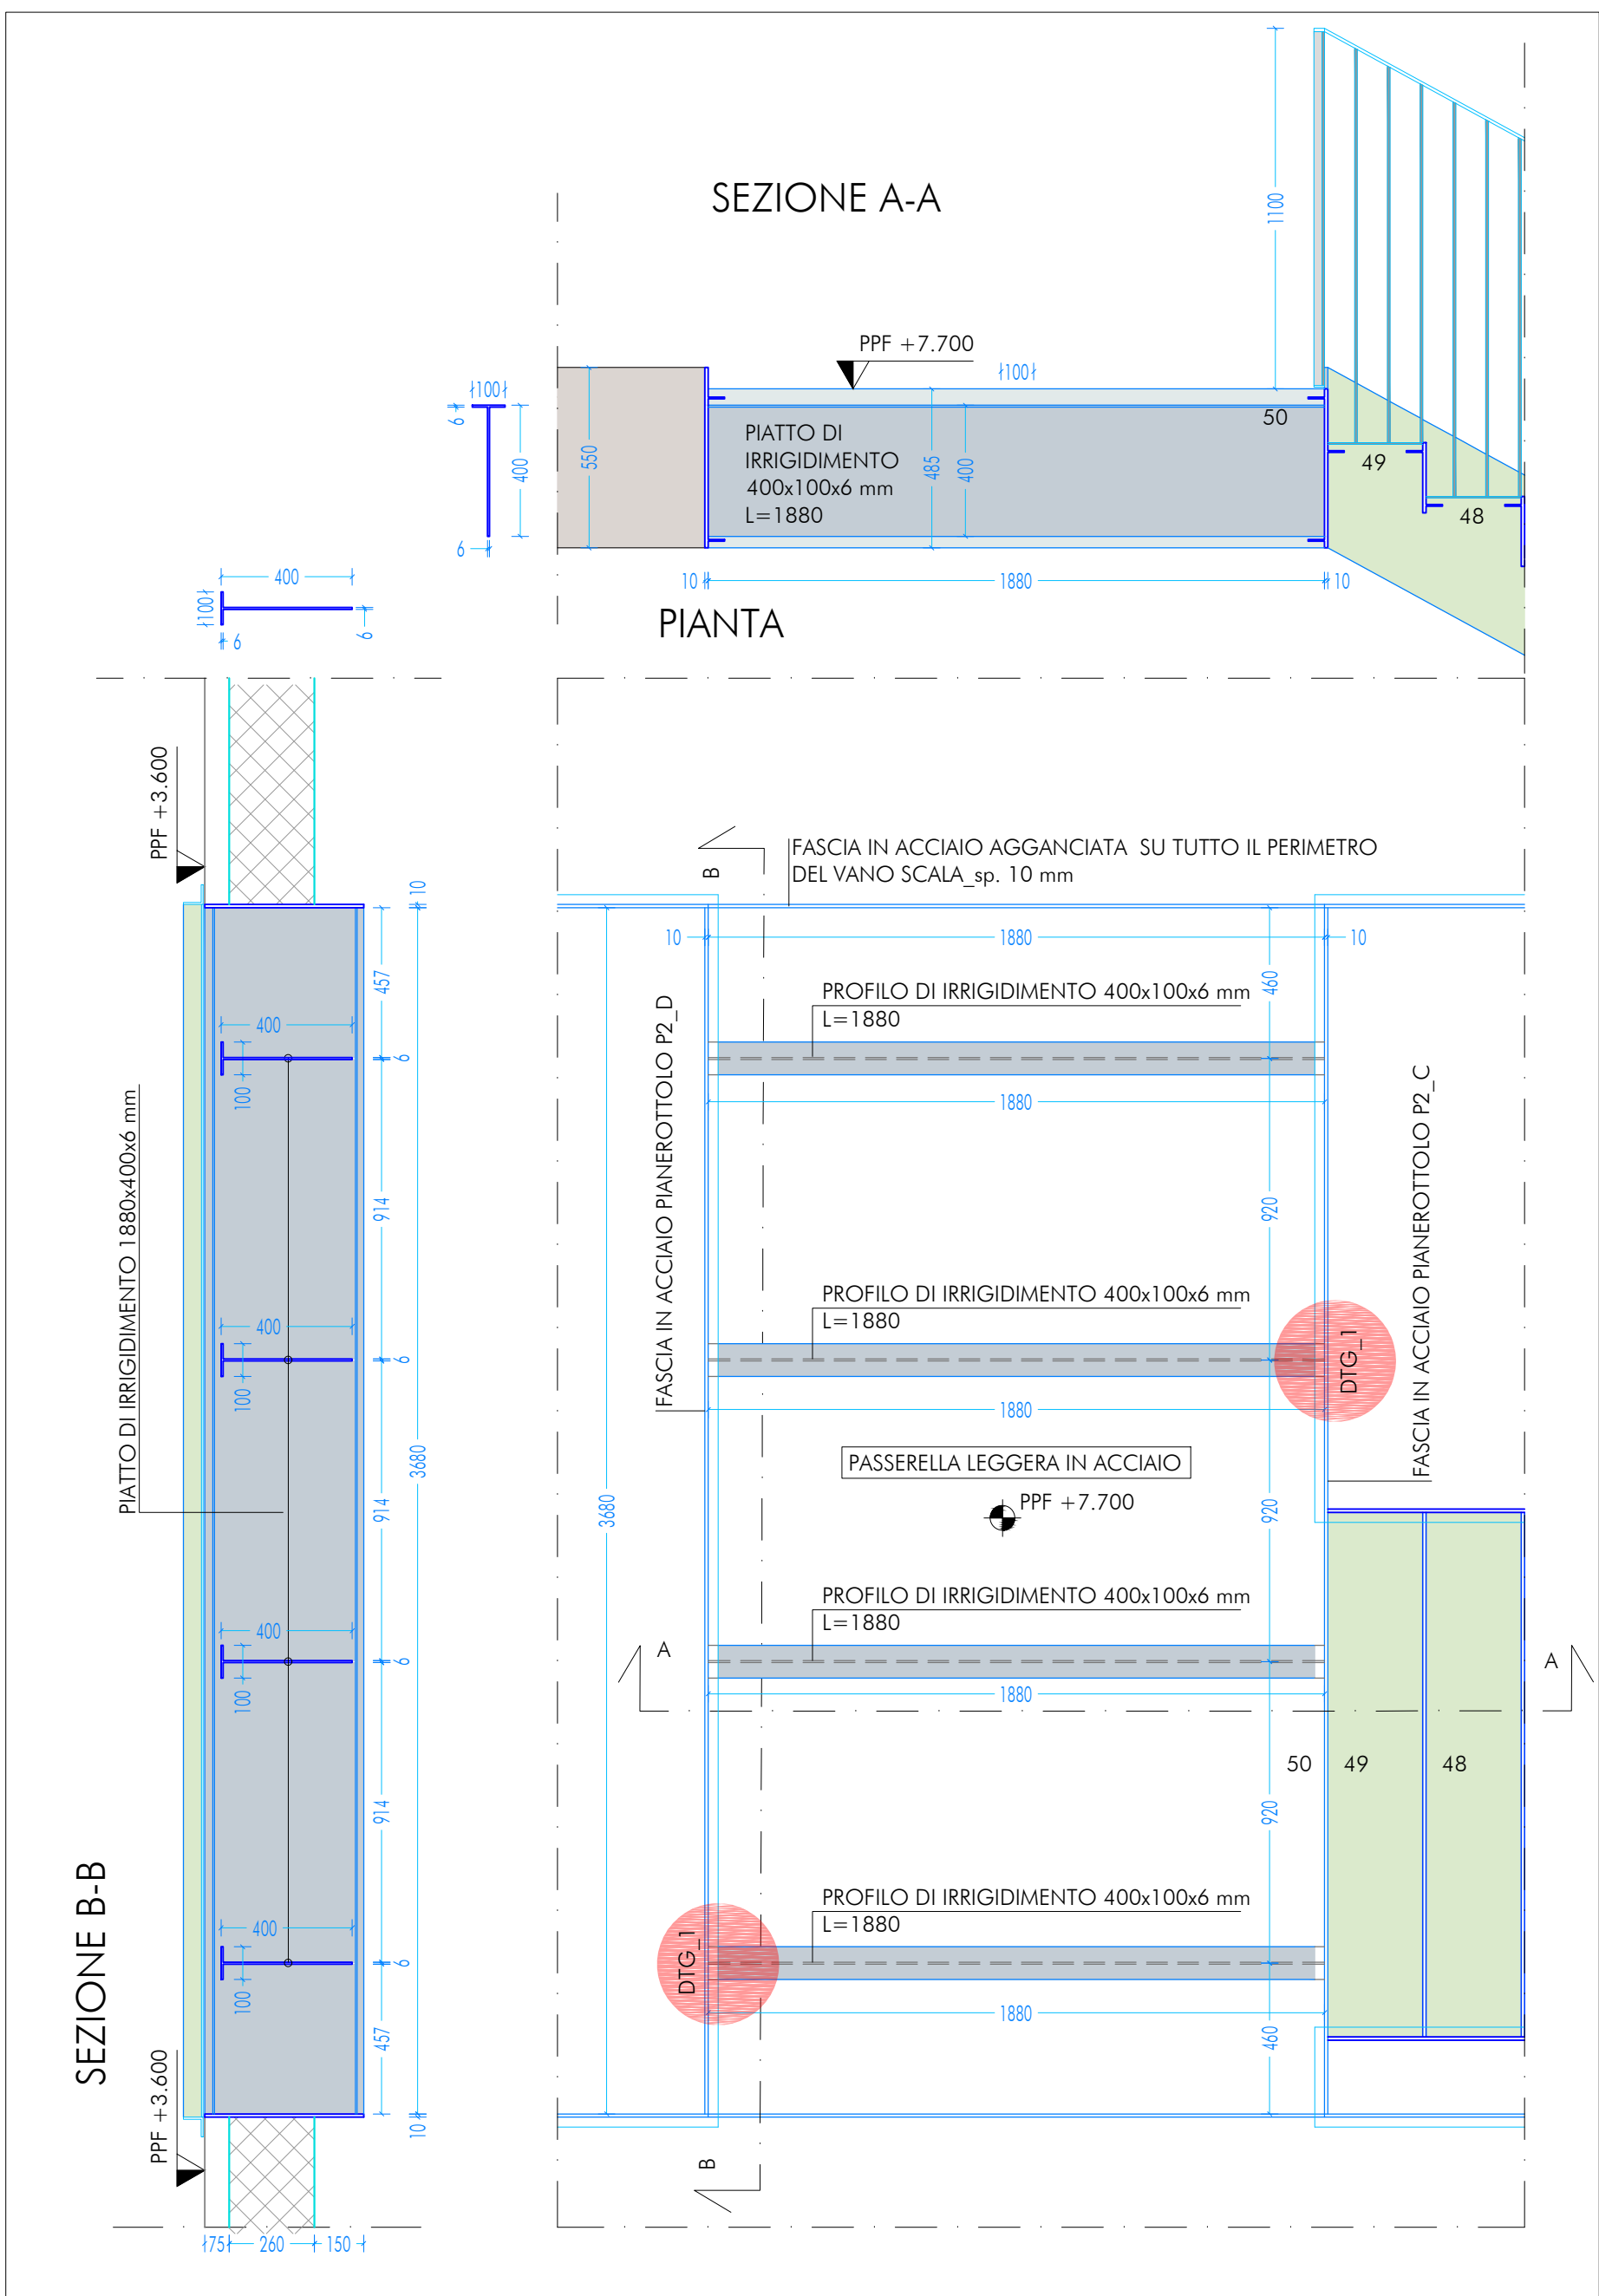 SEZIONE A-A
1100
PPF +7.700
100
100
6
400
6
550
PIATTO DI
IRRIGIDIMENTO
400x100x6 mm
L=1880
485
400
50
49
48
10
1880
10
400
100
6
6
PIANTA
PPF +3.600
10
457
400
100
6
914
400
100
6
3680
914
400
100
6
914
400
100
6
457
10
PIATTO DI IRRIGIDIMENTO 1880x400x6 mm
SEZIONE B-B
PPF +3.600
75
260
150
B
FASCIA IN ACCIAIO AGGANCIATA SU TUTTO IL PERIMETRO
DEL VANO SCALA_sp. 10 mm
10
1880
10
460
PROFILO DI IRRIGIDIMENTO 400x100x6 mm
L=1880
FASCIA IN ACCIAIO PIANEROTTOLO P2_D
1880
FASCIA IN ACCIAIO PIANEROTTOLO P2_C
920
PROFILO DI IRRIGIDIMENTO 400x100x6 mm
L=1880
DTG_1
1880
PASSERELLA LEGGERA IN ACCIAIO
PPF +7.700
3680
920
PROFILO DI IRRIGIDIMENTO 400x100x6 mm
L=1880
A
A
1880
50
49
48
920
PROFILO DI IRRIGIDIMENTO 400x100x6 mm
L=1880
DTG_1
1880
460
B